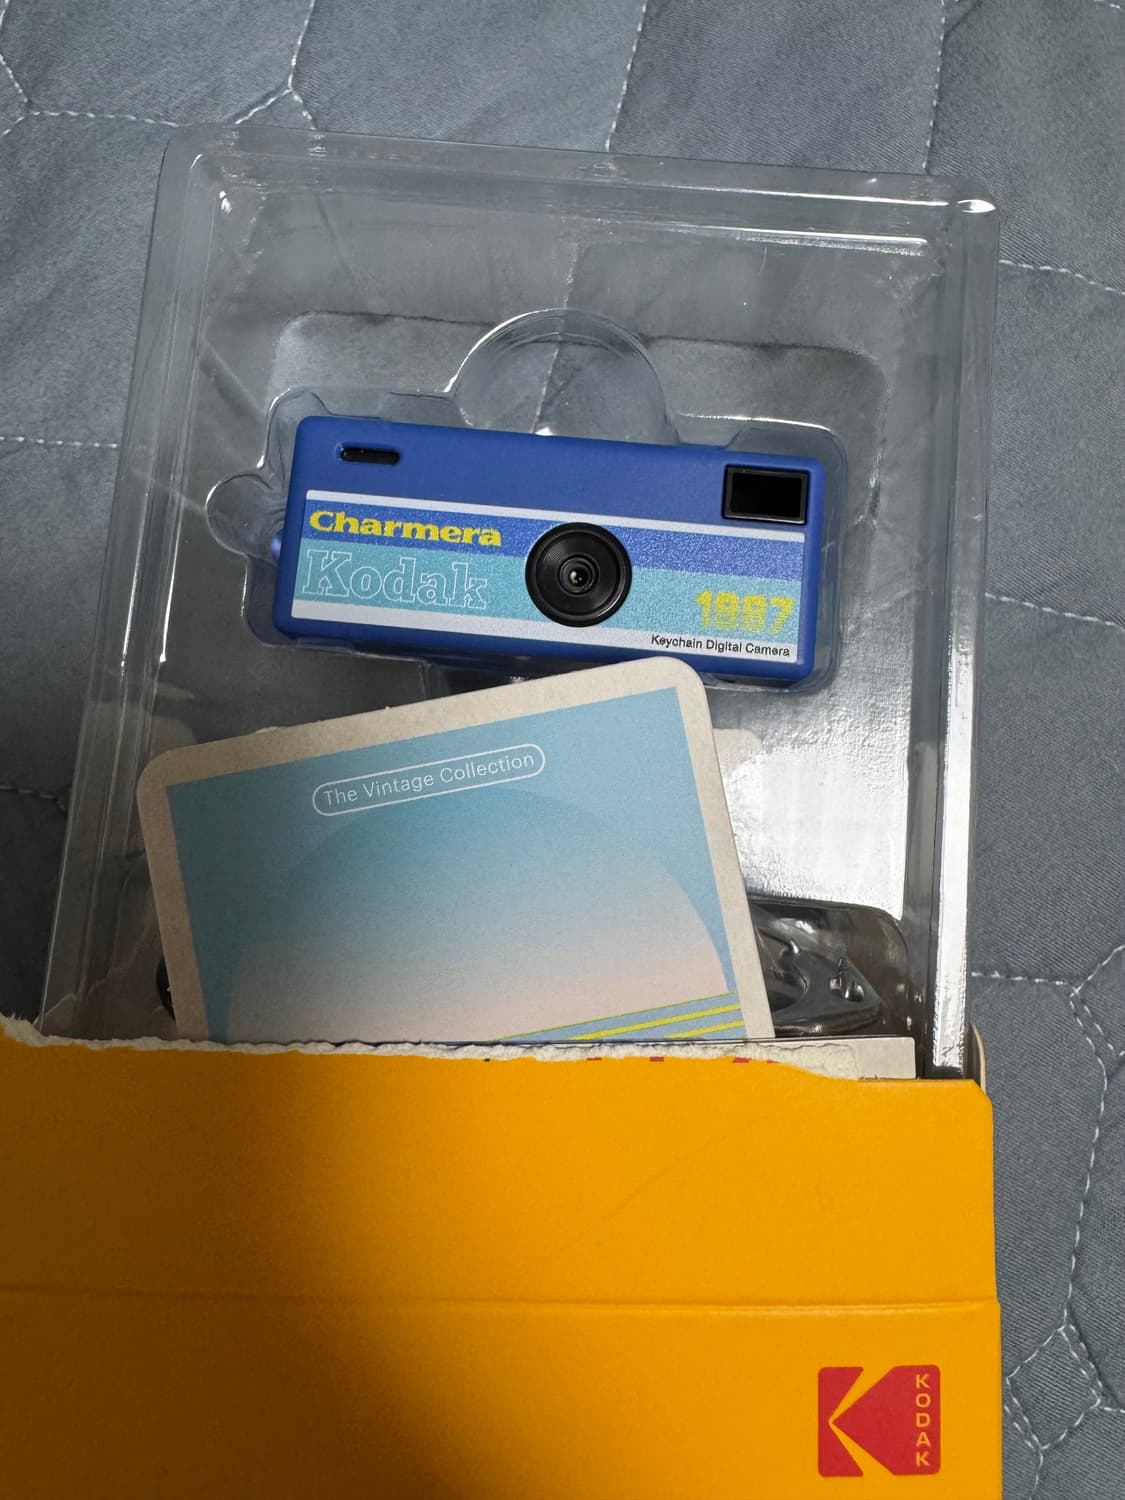 Charmera
Kodak
1987
Keychain Digital Camera
The Vintage Collection
KODAK